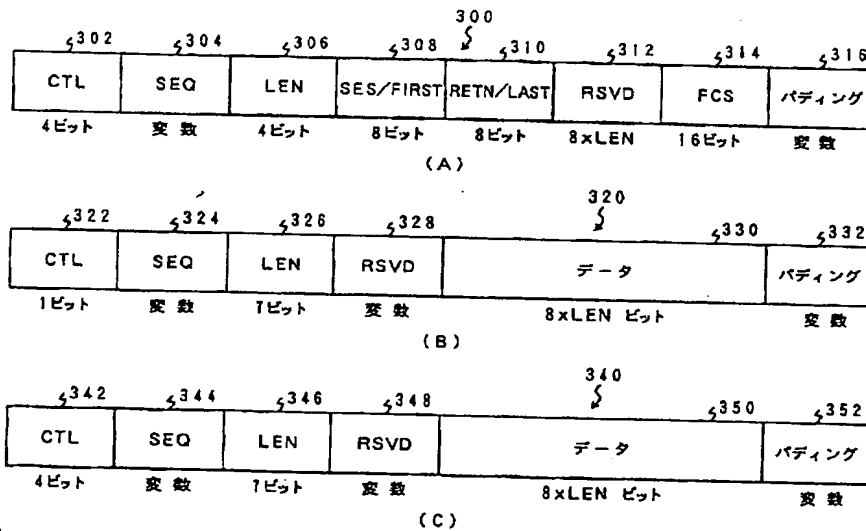 300
302 304 306 308 310 312 314 316
CTL SEQ LEN SES/FIRST RETN/LAST RSVD FCS パディング
4ビット 変数 4ビット 8ビット 8ビット 8xLEN 16ビット 変数
(A)
320
322 324 326 328 330 332
CTL SEQ LEN RSVD データ パディング
1ビット 変数 7ビット 変数 8xLEN ビット 変数
(B)
340
342 344 346 348 350 352
CTL SEQ LEN RSVD データ パディング
4ビット 変数 7ビット 変数 8xLEN ビット 変数
(C)